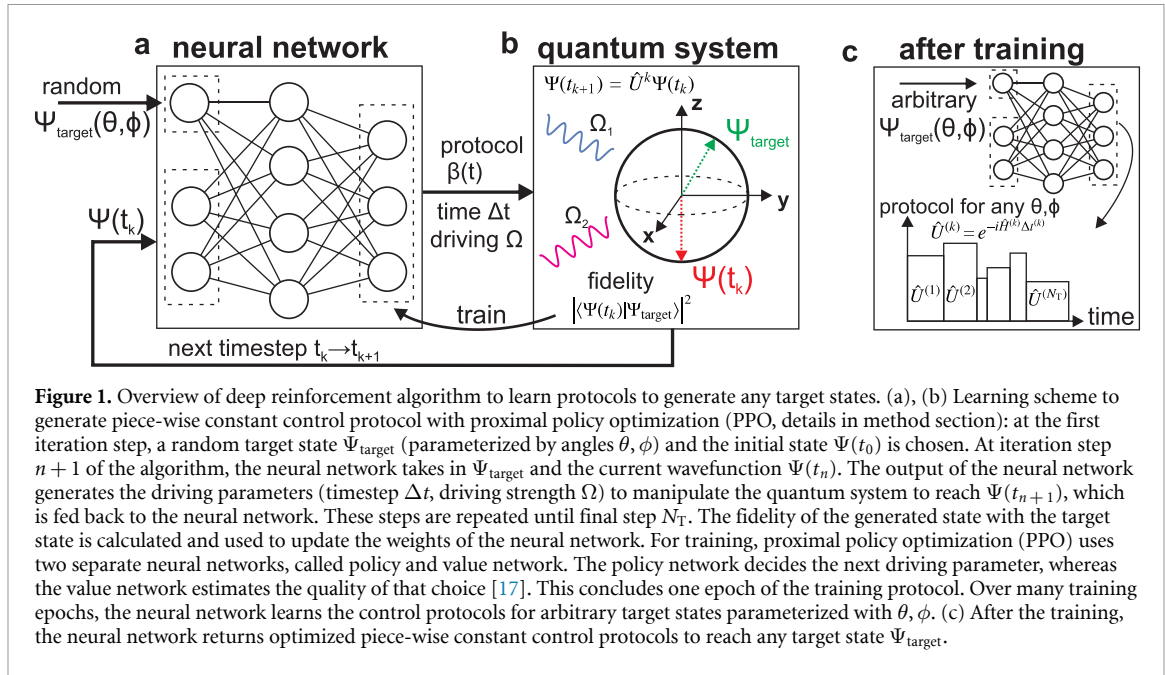 a neural network
random
Ψtarget(θ,ϕ)
Ψ(tk)
protocol
β(t)
time Δt
driving Ω
train
next timestep tk→tk+1
b quantum system
Ψ(tk+1) = Û^kΨ(tk)
Ω1
Ω2
z
Ψtarget
y
x
Ψ(tk)
fidelity
|⟨Ψ(tk)|Ψtarget⟩|²
c after training
arbitrary
Ψtarget(θ,ϕ)
protocol for any θ,ϕ
Û^(k) = e^−iĤ^(k)Δt^(k)
Û^(1) Û^(2) Û^(NT)
time
Figure 1. Overview of deep reinforcement algorithm to learn protocols to generate any target states. (a), (b) Learning scheme to
generate piece-wise constant control protocol with proximal policy optimization (PPO, details in method section): at the first
iteration step, a random target state Ψtarget (parameterized by angles θ, ϕ) and the initial state Ψ(t0) is chosen. At iteration step
n + 1 of the algorithm, the neural network takes in Ψtarget and the current wavefunction Ψ(tn). The output of the neural network
generates the driving parameters (timestep Δt, driving strength Ω) to manipulate the quantum system to reach Ψ(tn+1), which
is fed back to the neural network. These steps are repeated until final step NT. The fidelity of the generated state with the target
state is calculated and used to update the weights of the neural network. For training, proximal policy optimization (PPO) uses
two separate neural networks, called policy and value network. The policy network decides the next driving parameter, whereas
the value network estimates the quality of that choice [17]. This concludes one epoch of the training protocol. Over many training
epochs, the neural network learns the control protocols for arbitrary target states parameterized with θ, ϕ. (c) After the training,
the neural network returns optimized piece-wise constant control protocols to reach any target state Ψtarget.